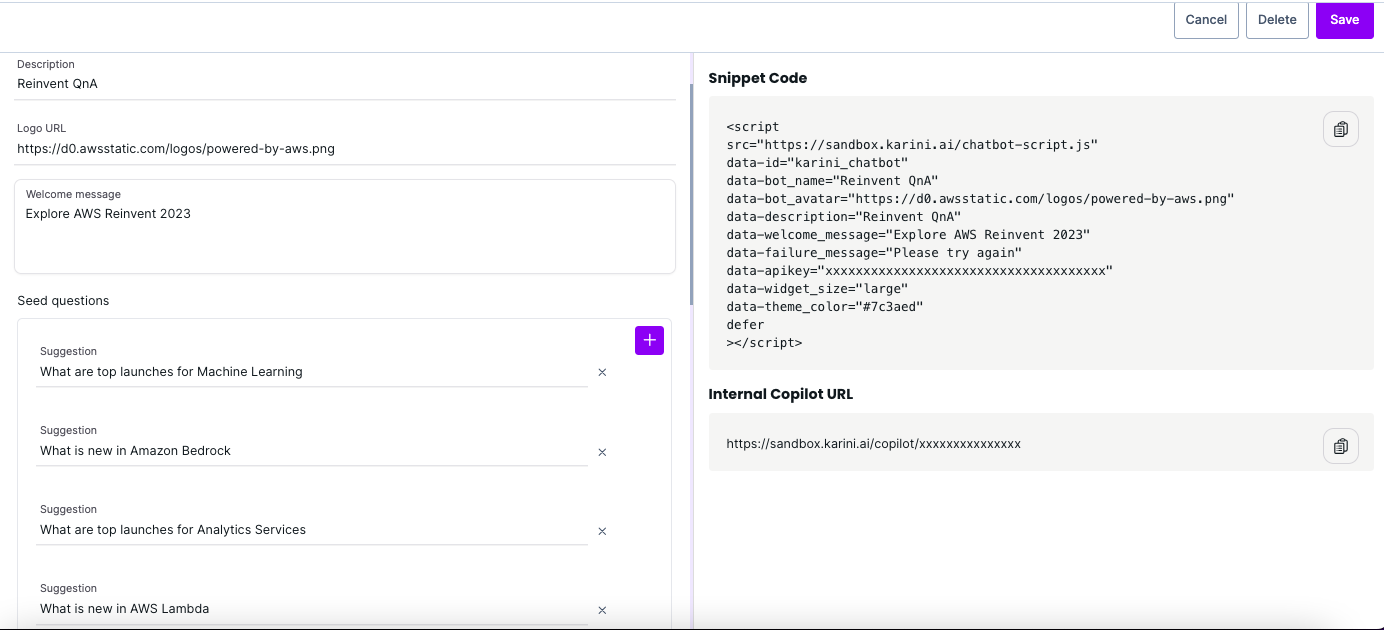 Cancel
Delete
Save
Description
Reinvent QnA
Logo URL
https://d0.awsstatic.com/logos/powered-by-aws.png
Welcome message
Explore AWS Reinvent 2023
Seed questions
Suggestion
What are top launches for Machine Learning
Suggestion
What is new in Amazon Bedrock
Suggestion
What are top launches for Analytics Services
Suggestion
What is new in AWS Lambda
Snippet Code
<script
src="https://sandbox.karini.ai/chatbot-script.js"
data-id="karini_chatbot"
data-bot_name="Reinvent QnA"
data-bot_avatar="https://d0.awsstatic.com/logos/powered-by-aws.png"
data-description="Reinvent QnA"
data-welcome_message="Explore AWS Reinvent 2023"
data-failure_message="Please try again"
data-apikey="xxxxxxxxxxxxxxxxxxxxxxxxxxxxxxxxxxxxx"
data-widget_size="large"
data-theme_color="#7c3aed"
defer
></script>
Internal Copilot URL
https://sandbox.karini.ai/copilot/xxxxxxxxxxxxxxx